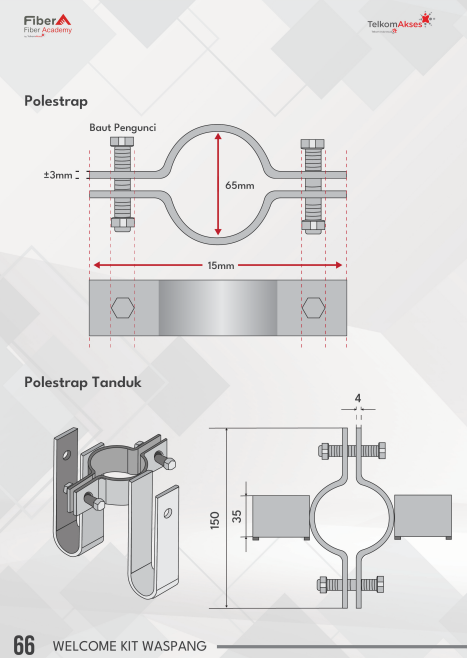 Fiber
Fiber Academy
TelkomAkses
Polestrap
Baut Pengunci
±3mm
65mm
15mm
Polestrap Tanduk
4
150
35
66 WELCOME KIT WASPANG